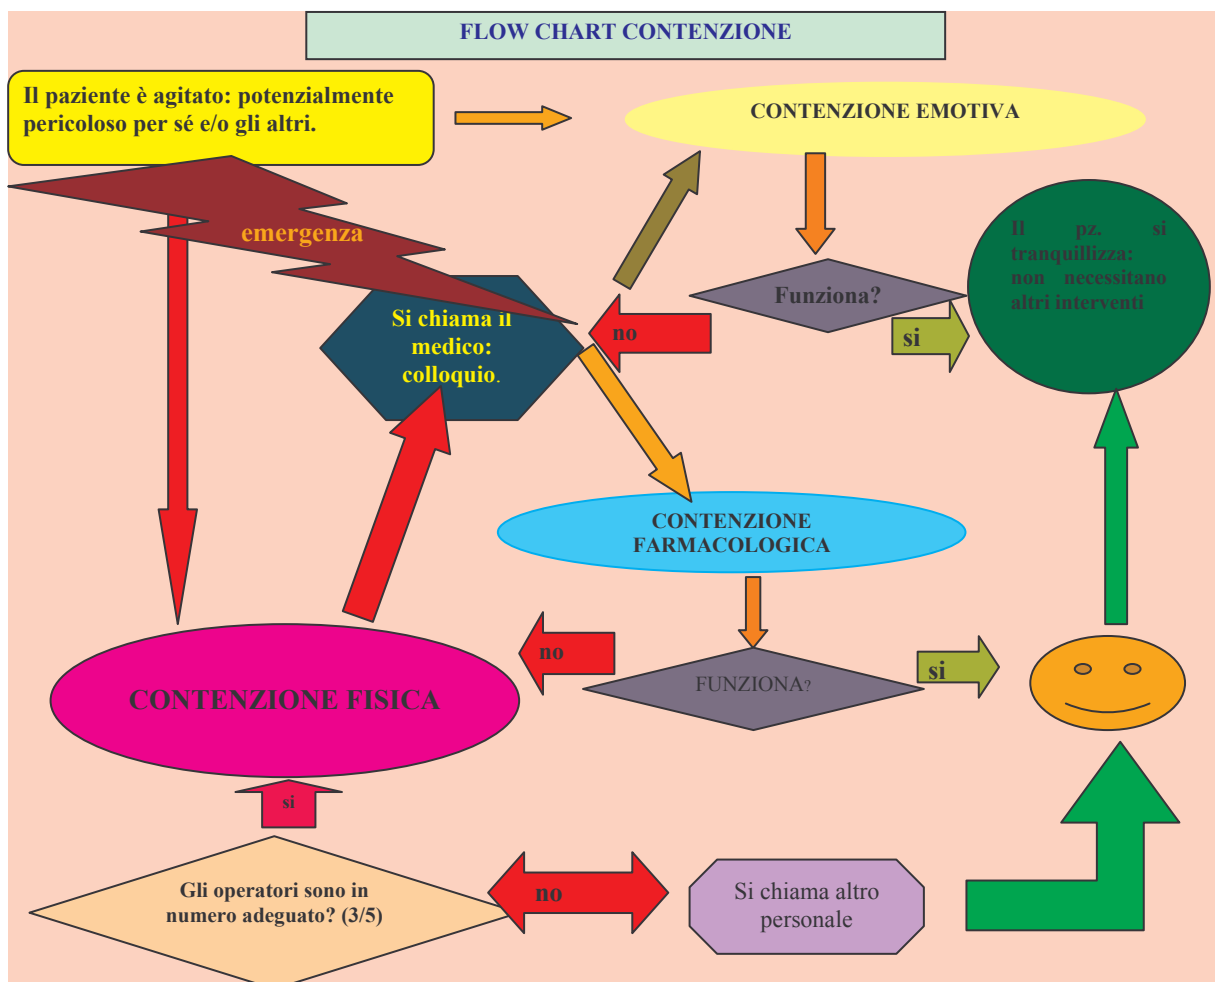 FLOW CHART CONTENZIONE
Il paziente è agitato: potenzialmente
pericoloso per sé e/o gli altri.
CONTENZIONE EMOTIVA
emergenza
Il pz. si
tranquillizza:
non necessitano
altri interventi
Funziona?
Si chiama il
medico:
colloquio.
no
si
CONTENZIONE
FARMACOLOGICA
no
FUNZIONA?
si
CONTENZIONE FISICA
si
Gli operatori sono in
numero adeguato? (3/5)
no
Si chiama altro
personale